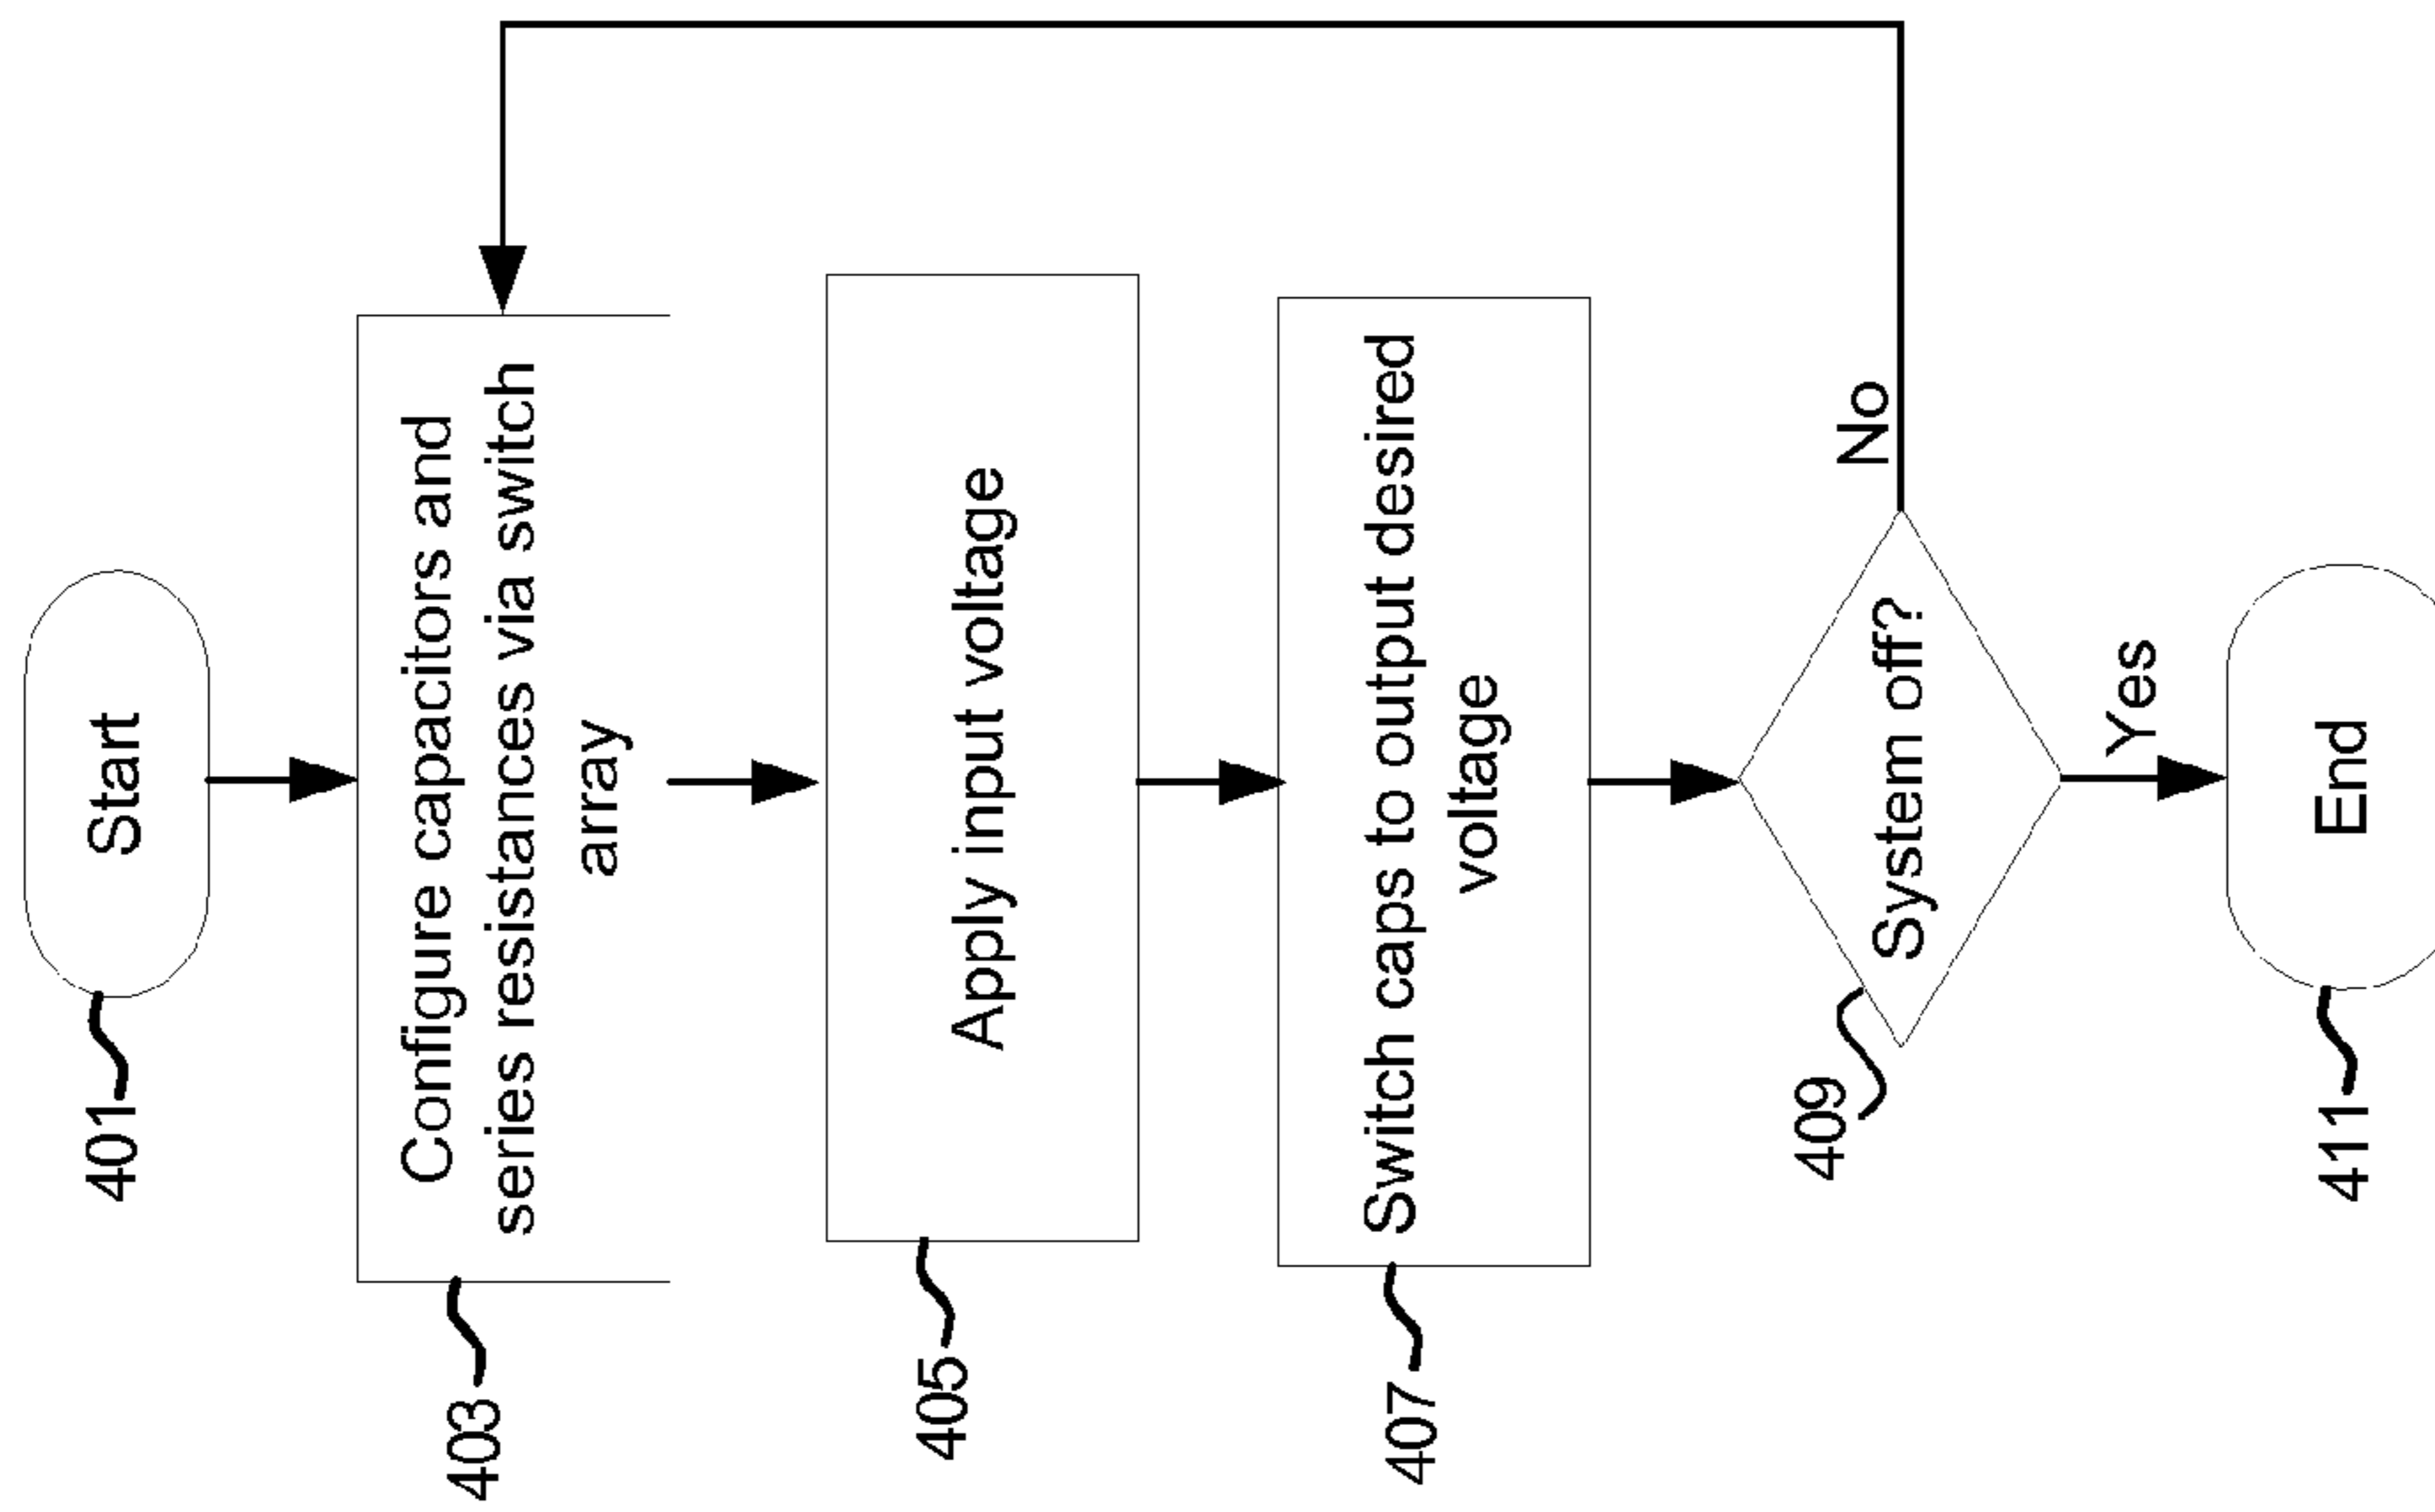 401
Start
403
Configure capacitors and
series resistances via switch
array
405
Apply input voltage
407
Switch caps to output desired
voltage
409
System off?
No
Yes
411
End